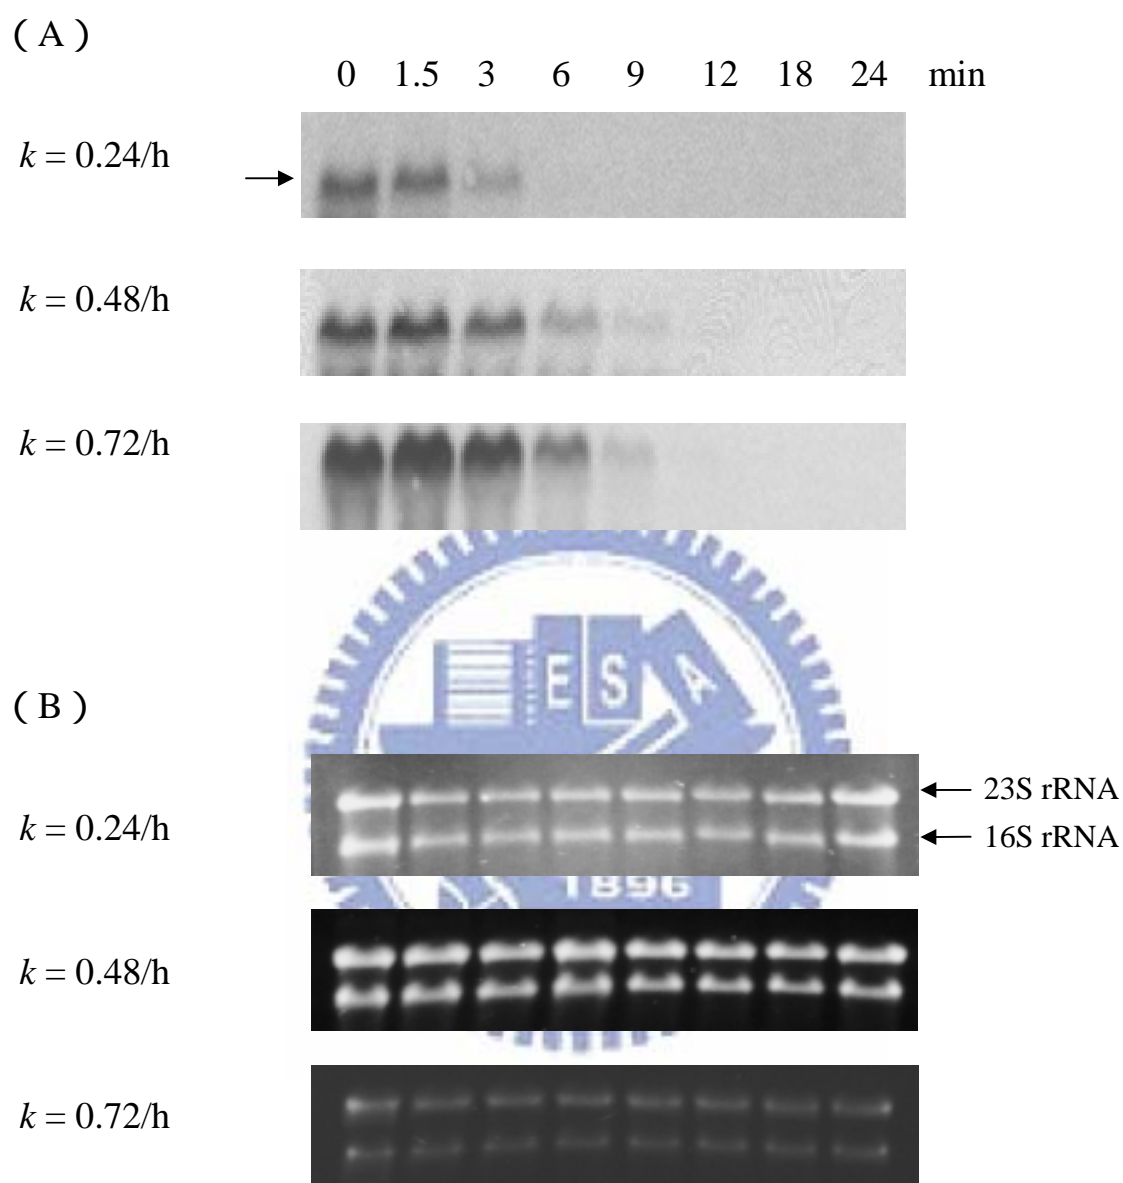 ( A )
0 1.5 3 6 9 12 18 24 min
k = 0.24/h
k = 0.48/h
k = 0.72/h
E S A
( B )
23S rRNA
k = 0.24/h
16S rRNA
1896
k = 0.48/h
k = 0.72/h